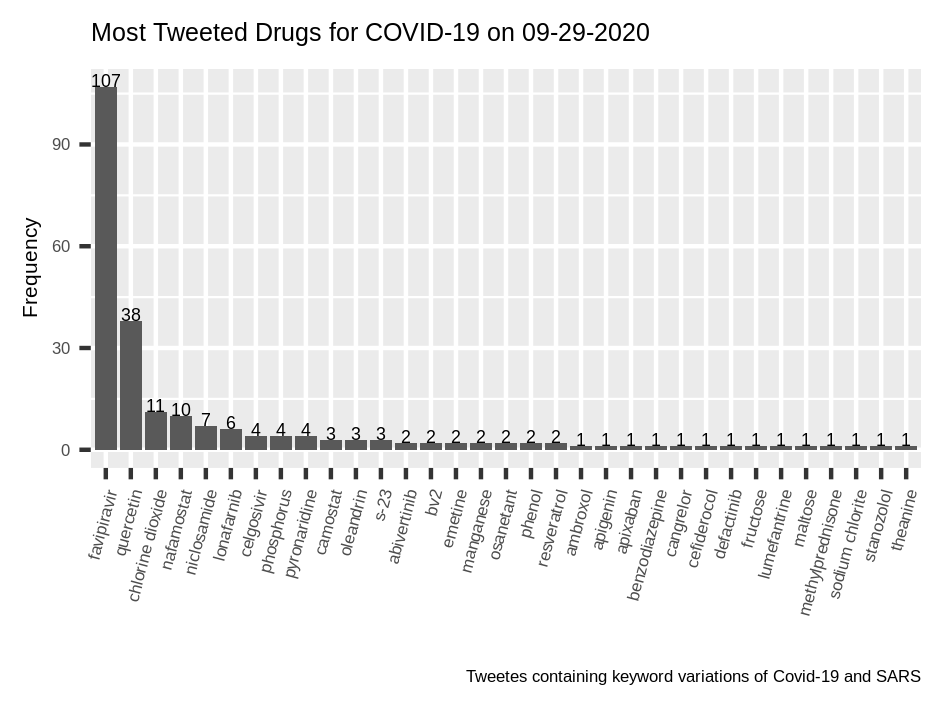 Most Tweeted Drugs for COVID-19 on 09-29-2020
Frequency
90
60
30
0
107
38
11
10
7
6
4
4
4
3
3
3
2
2
2
2
2
2
2
1
1
1
1
1
1
1
1
1
1
1
1
1
1
favipiravir
quercetin
chlorine dioxide
nafamostat
niclosamide
lonafarnib
celgosivir
phosphorus
pyronaridine
camostat
oleandrin
s-23
abivertinib
bv2
emetine
manganese
osanetant
phenol
resveratrol
ambroxol
apigenin
apixaban
benzodiazepine
cangrelor
cefiderocol
defactinib
fructose
lumefantrine
maltose
methylprednisone
sodium chlorite
stanozolol
theanine
Tweetes containing keyword variations of Covid-19 and SARS